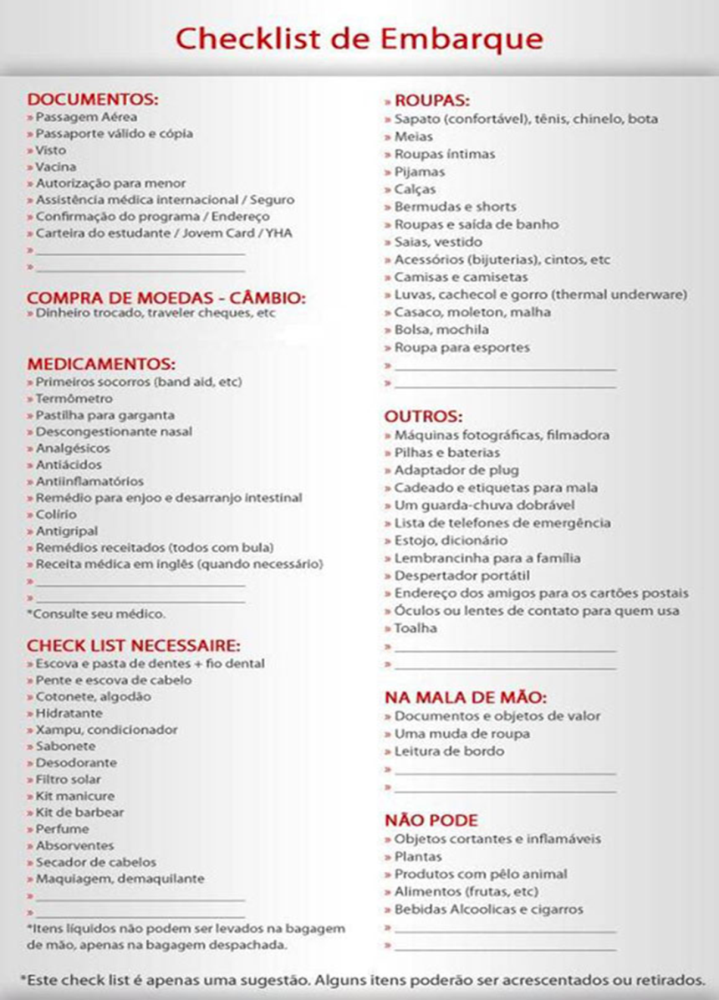 Checklist de Embarque
DOCUMENTOS:
» Passagem Aérea
» Passaporte válido e cópia
» Visto
» Vacina
» Autorização para menor
» Assistência médica internacional / Seguro
» Confirmação do programa / Endereço
» Carteira do estudante / Jovem Card / YHA
» ____________________
» ____________________
COMPRA DE MOEDAS - CÂMBIO:
» Dinheiro trocado, traveler cheques, etc
MEDICAMENTOS:
» Primeiros socorros (band aid, etc)
» Termômetro
» Pastilha para garganta
» Descongestionante nasal
» Analgésicos
» Antiácidos
» Antiinflamatórios
» Remédio para enjoo e desarranjo intestinal
» Colírio
» Antigripal
» Remédios receitados (todos com bula)
» Receita médica em inglês (quando necessário)
» ____________________
» ____________________
*Consulte seu médico.
CHECK LIST NECESSAIRE:
» Escova e pasta de dentes + fio dental
» Pente e escova de cabelo
» Cotonete, algodão
» Hidratante
» Xampu, condicionador
» Sabonete
» Desodorante
» Filtro solar
» Kit manicure
» Kit de barbear
» Perfume
» Absorventes
» Secador de cabelos
» Maquiagem, demaquilante
» ____________________
» ____________________
*Itens líquidos não podem ser levados na bagagem
de mão, apenas na bagagem despachada.
» ROUPAS:
» Sapato (confortável), tênis, chinelo, bota
» Meias
» Roupas íntimas
» Pijamas
» Calças
» Bermudas e shorts
» Roupas e saída de banho
» Saias, vestido
» Acessórios (bijuterias), cintos, etc
» Camisas e camisetas
» Luvas, cachecol e gorro (thermal underware)
» Casaco, moleton, malha
» Bolsa, mochila
» Roupa para esportes
» ____________________
» ____________________
OUTROS:
» Máquinas fotográficas, filmadora
» Pilhas e baterias
» Adaptador de plug
» Cadeado e etiquetas para mala
» Um guarda-chuva dobrável
» Lista de telefones de emergência
» Estojo, dicionário
» Lembrancinha para a família
» Despertador portátil
» Endereço dos amigos para os cartões postais
» Óculos ou lentes de contato para quem usa
» Toalha
» ____________________
» ____________________
NA MALA DE MÃO:
» Documentos e objetos de valor
» Uma muda de roupa
» Leitura de bordo
» ____________________
» ____________________
NÃO PODE
» Objetos cortantes e inflamáveis
» Plantas
» Produtos com pêlo animal
» Alimentos (frutas, etc)
» Bebidas Alcoolicas e cigarros
» ____________________
» ____________________
*Este check list é apenas uma sugestão. Alguns itens poderão ser acrescentados ou retirados.